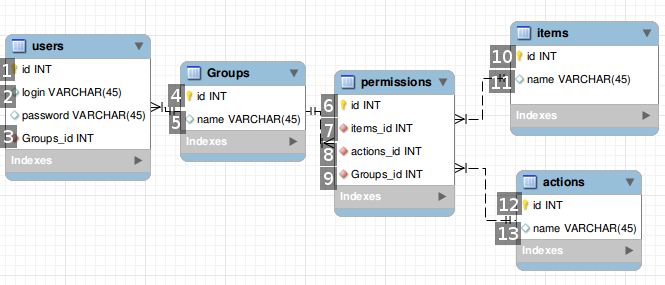 users
1 id INT
2 login VARCHAR(45)
password VARCHAR(45)
3 Groups_id INT
Indexes
Groups
4 id INT
5 name VARCHAR(45)
Indexes
permissions
6 id INT
7 items_id INT
8 actions_id INT
9 Groups_id INT
Indexes
items
10 id INT
11 name VARCHAR(45)
Indexes
actions
12 id INT
13 name VARCHAR(45)
Indexes